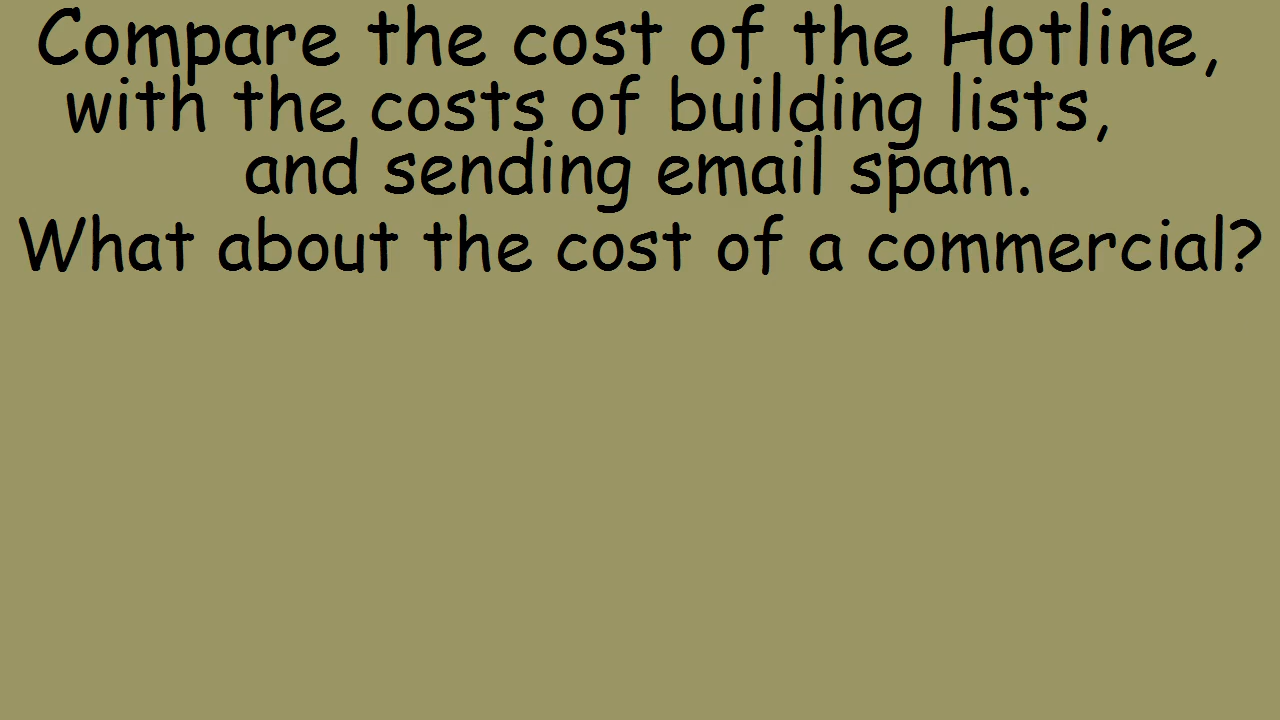 Compare the cost of the Hotline,
with the costs of building lists,
and sending email spam.
What about the cost of a commercial?